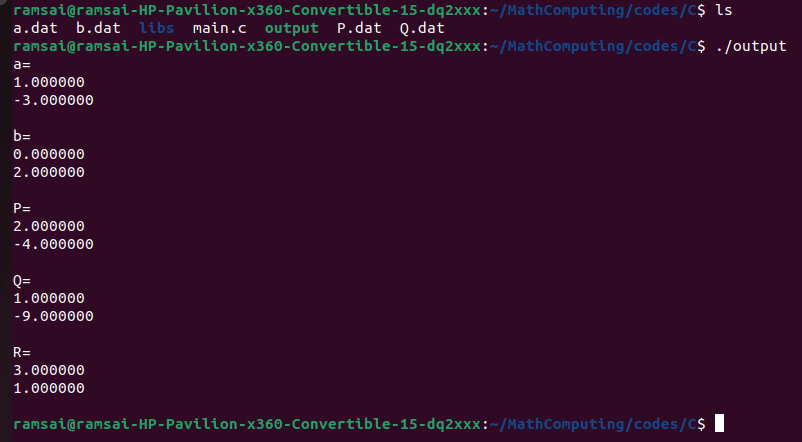 ramsai@ramsai-HP-Pavilion-x360-Convertible-15-dq2xxx:~/MathComputing/codes/C$ ls
a.dat b.dat libs main.c output P.dat Q.dat
ramsai@ramsai-HP-Pavilion-x360-Convertible-15-dq2xxx:~/MathComputing/codes/C$ ./output
a=
1.000000
-3.000000
b=
0.000000
2.000000
P=
2.000000
-4.000000
Q=
1.000000
-9.000000
R=
3.000000
1.000000
ramsai@ramsai-HP-Pavilion-x360-Convertible-15-dq2xxx:~/MathComputing/codes/C$